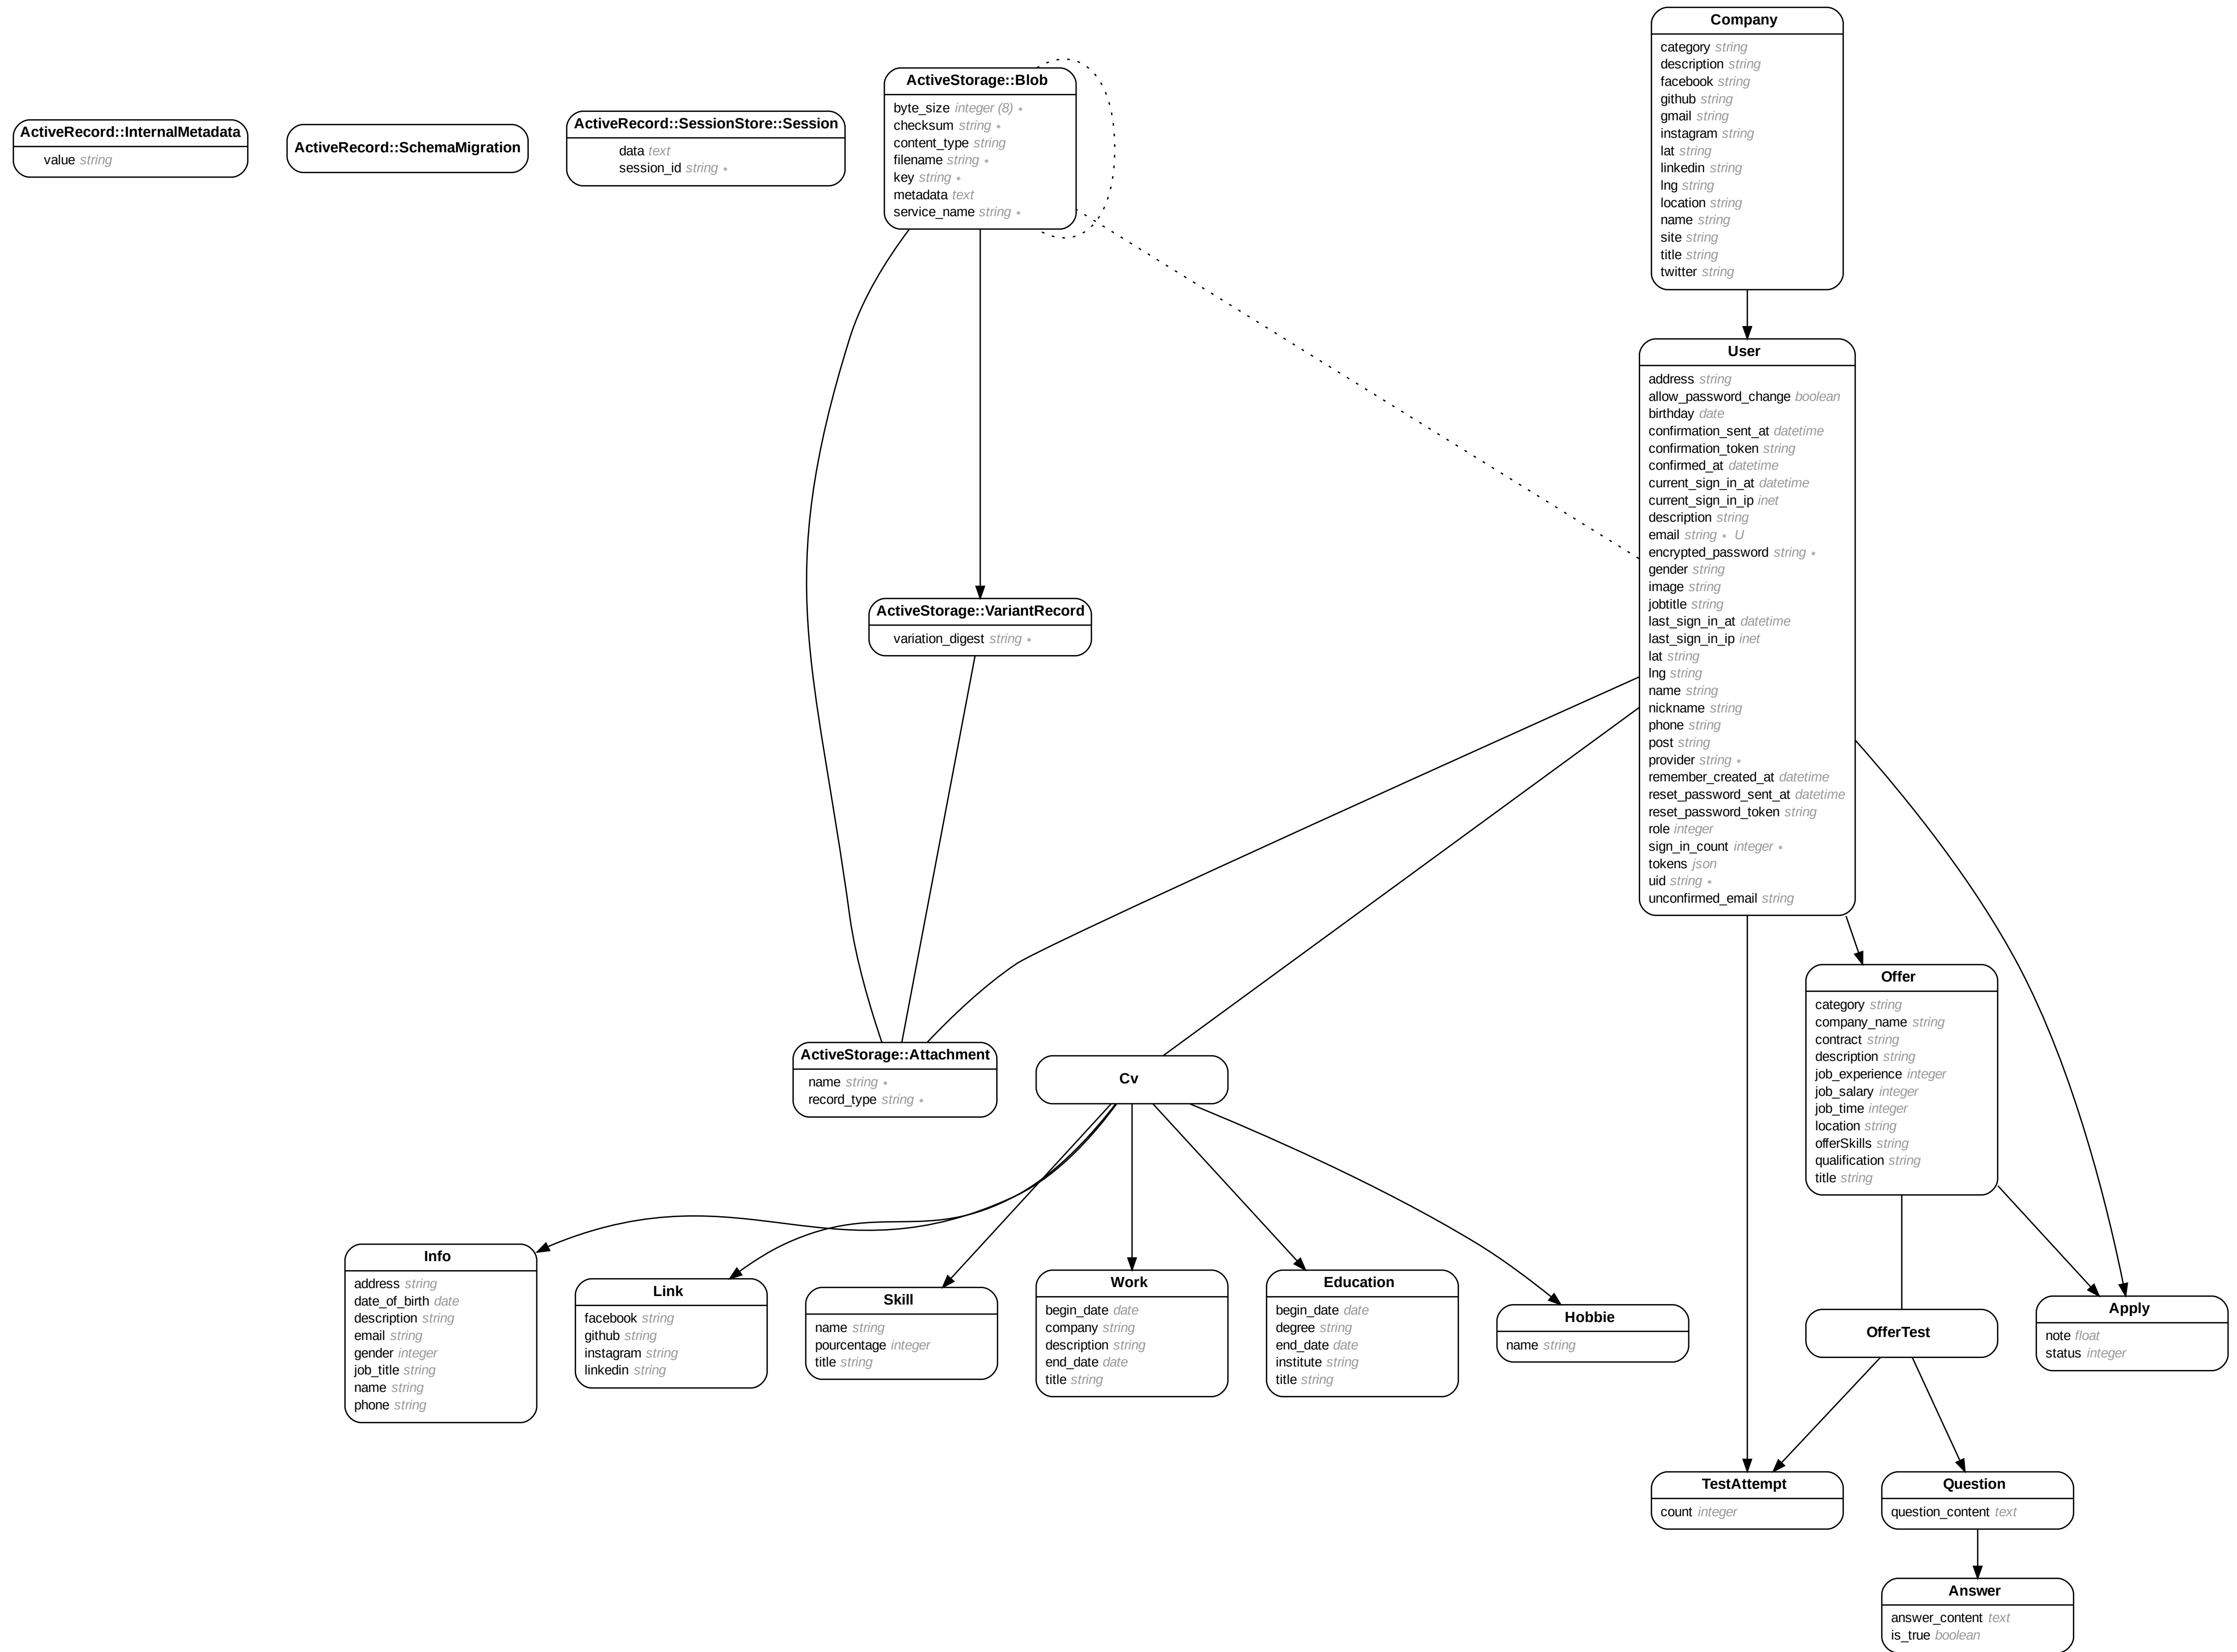 ActiveRecord::InternalMetadata
value string
ActiveRecord::SchemaMigration
ActiveRecord::SessionStore::Session
data text
session_id string •
ActiveStorage::Blob
byte_size integer (8) •
checksum string •
content_type string
filename string •
key string •
metadata text
service_name string •
Company
category string
description string
facebook string
github string
gmail string
instagram string
lat string
linkedin string
lng string
location string
name string
site string
title string
twitter string
User
address string
allow_password_change boolean
birthday date
confirmation_sent_at datetime
confirmation_token string
confirmed_at datetime
current_sign_in_at datetime
current_sign_in_ip inet
description string
email string • U
encrypted_password string •
gender string
image string
jobtitle string
last_sign_in_at datetime
last_sign_in_ip inet
lat string
lng string
name string
nickname string
phone string
post string
provider string •
remember_created_at datetime
reset_password_sent_at datetime
reset_password_token string
role integer
sign_in_count integer •
tokens json
uid string •
unconfirmed_email string
ActiveStorage::VariantRecord
variation_digest string •
ActiveStorage::Attachment
name string •
record_type string •
Cv
Offer
category string
company_name string
contract string
description string
job_experience integer
job_salary integer
job_time integer
location string
offerSkills string
qualification string
title string
Info
address string
date_of_birth date
description string
email string
gender integer
job_title string
name string
phone string
Link
facebook string
github string
instagram string
linkedin string
Skill
name string
pourcentage integer
title string
Work
begin_date date
company string
description string
end_date date
title string
Education
begin_date date
degree string
end_date date
institute string
title string
Hobbie
name string
OfferTest
Apply
note float
status integer
TestAttempt
count integer
Question
question_content text
Answer
answer_content text
is_true boolean